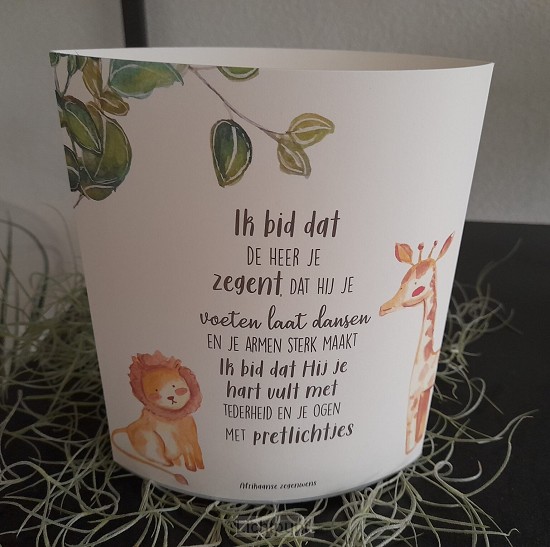 Ik bid dat
DE HEER JE
zegent, DAT HIJ JE
voeten laat dansen
EN JE ARMEN STERK MAAKT
Ik bid dat Hij je
hart vult met
TEDERHEID EN JE OGEN
MET pretlichtjes
Afrikaanse zegenwens